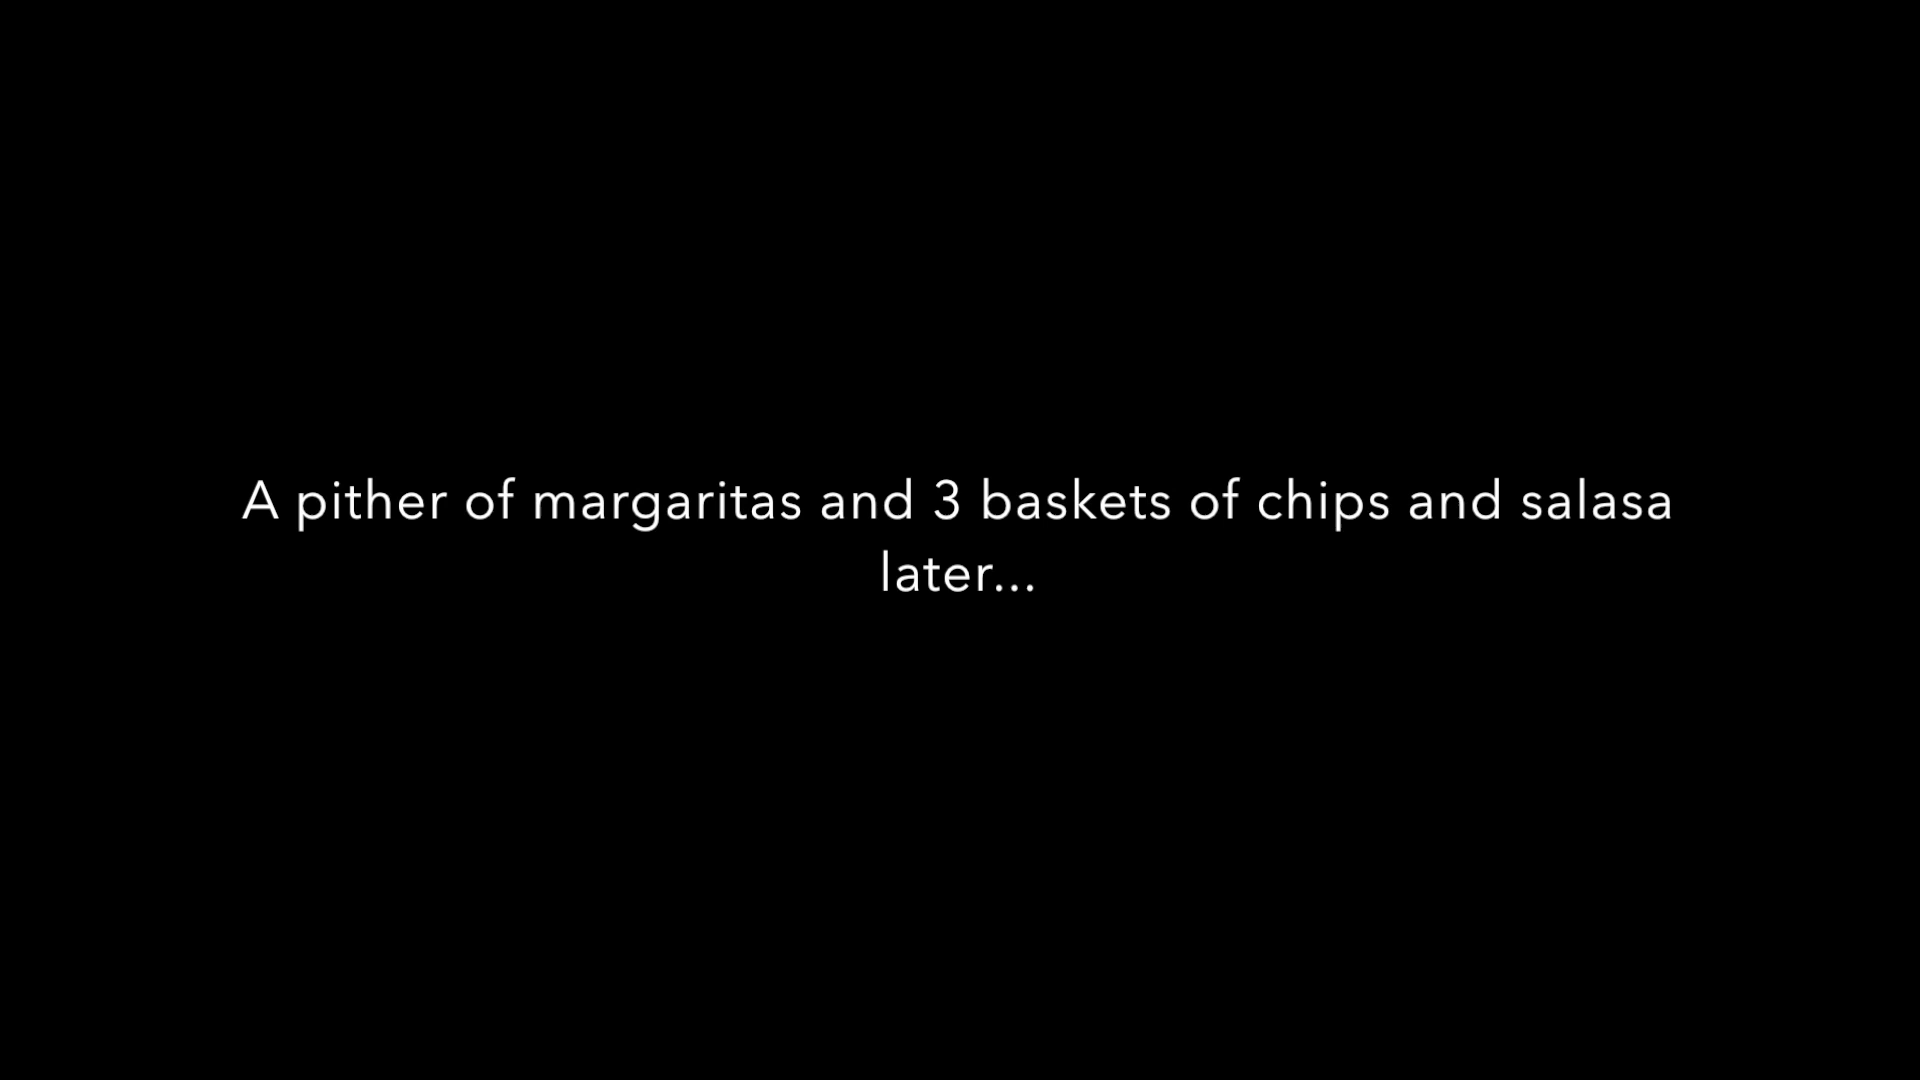 A pither of margaritas and 3 baskets of chips and salasa
later...